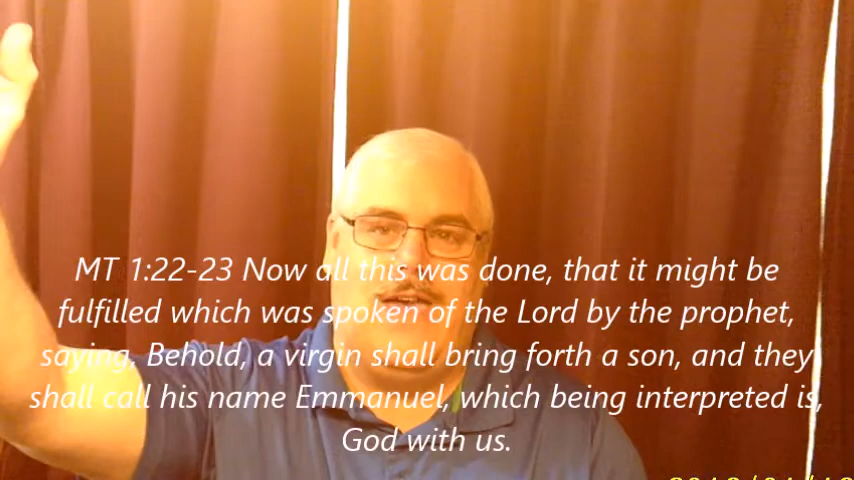 MT 1:22-23 Now all this was done, that it might be
fulfilled which was spoken of the Lord by the prophet,
saying, Behold, a virgin shall bring forth a son, and they
shall call his name Emmanuel, which being interpreted is,
God with us.